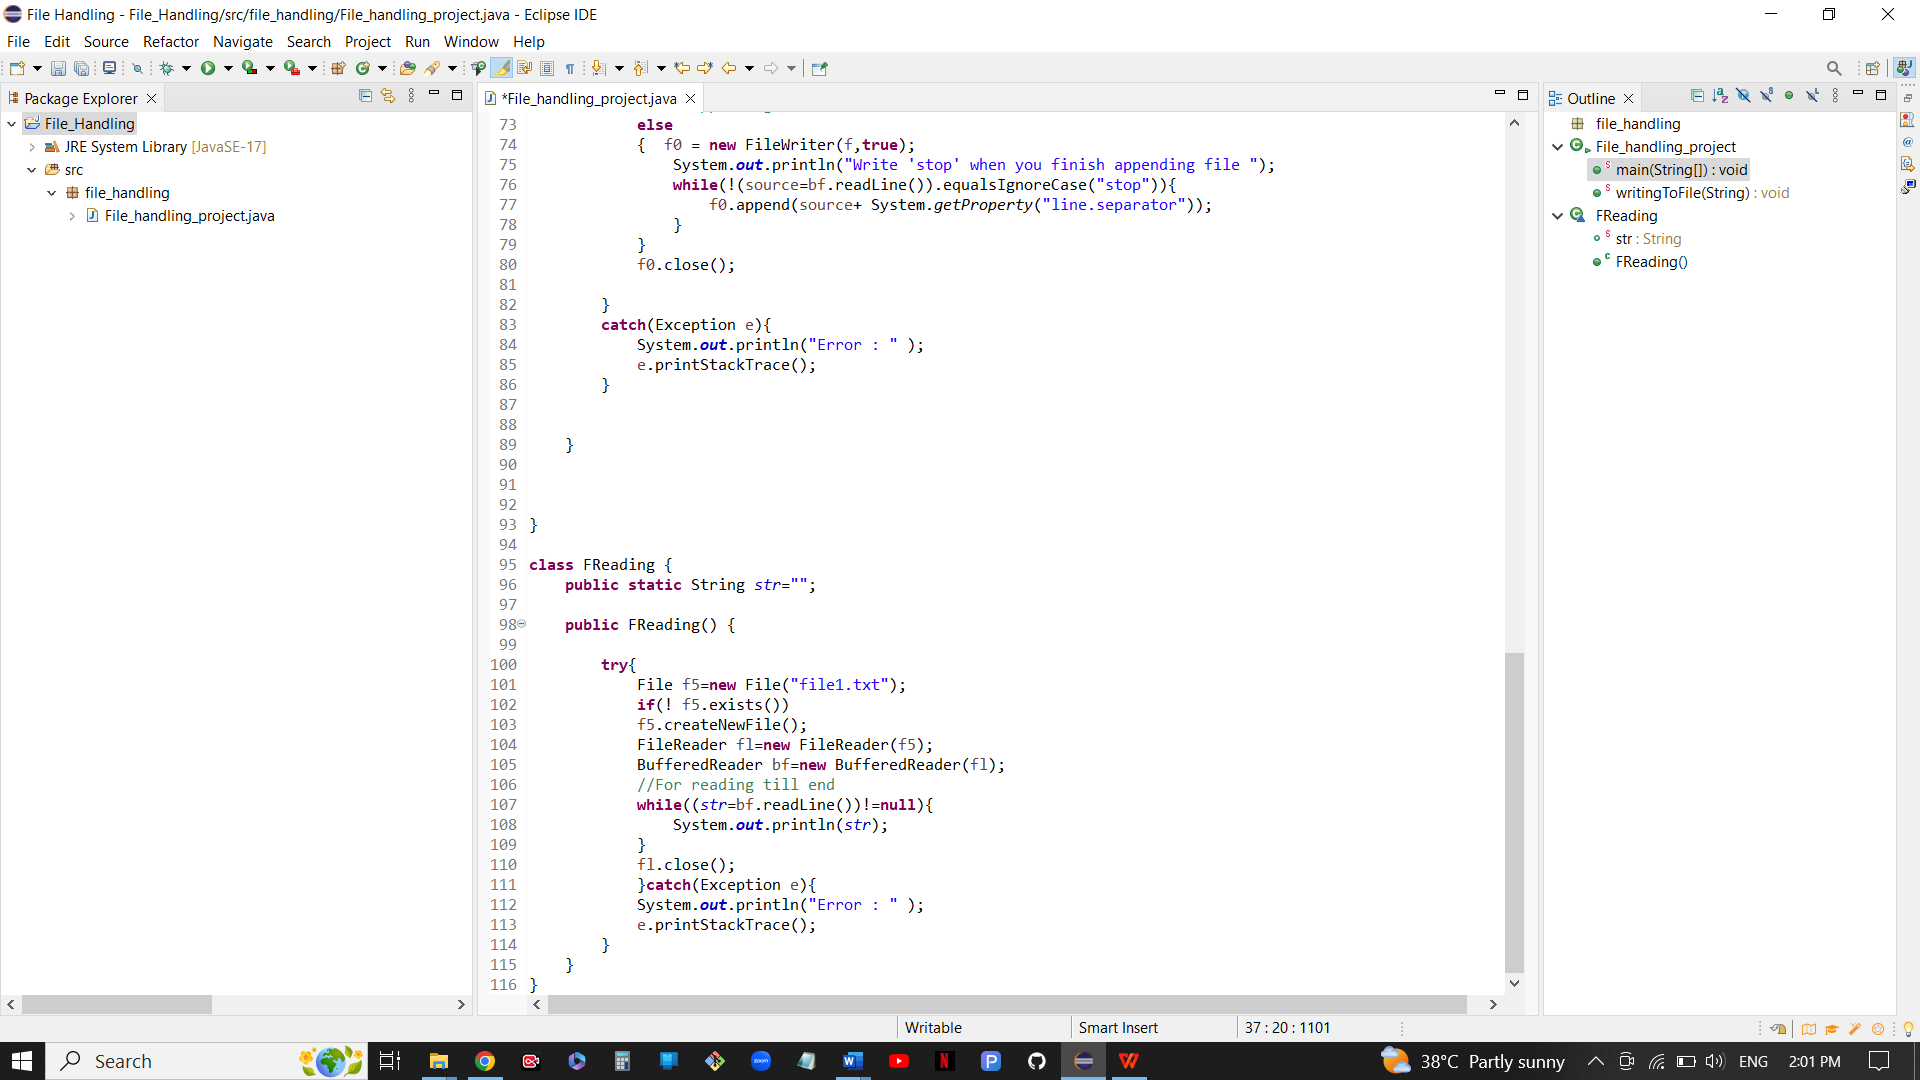 File Handling - File_Handling/src/file_handling/File_handling_project.java - Eclipse IDE
File Edit Source Refactor Navigate Search Project Run Window Help
Package Explorer
File_Handling
JRE System Library [JavaSE-17]
src
file_handling
File_handling_project.java
*File_handling_project.java
73 else
74 { f0 = new FileWriter(f,true);
75 System.out.println("Write 'stop' when you finish appending file ");
76 while(!(source=bf.readLine()).equalsIgnoreCase("stop")){
77 f0.append(source+ System.getProperty("line.separator"));
78 }
79 }
80 f0.close();
81
82 }
83 catch(Exception e){
84 System.out.println("Error : " );
85 e.printStackTrace();
86 }
87
88
89 }
90
91
92
93 }
94
95 class FReading {
96 public static String str="";
97
98 public FReading() {
99
100 try{
101 File f5=new File("file1.txt");
102 if(! f5.exists())
103 f5.createNewFile();
104 FileReader fl=new FileReader(f5);
105 BufferedReader bf=new BufferedReader(fl);
106 //For reading till end
107 while((str=bf.readLine())!=null){
108 System.out.println(str);
109 }
110 fl.close();
111 }catch(Exception e){
112 System.out.println("Error : " );
113 e.printStackTrace();
114 }
115 }
116 }
Outline
file_handling
File_handling_project
main(String[]) : void
writingToFile(String) : void
FReading
str : String
FReading()
Writable Smart Insert 37 : 20 : 1101
Search
38°C Partly sunny ENG 2:01 PM